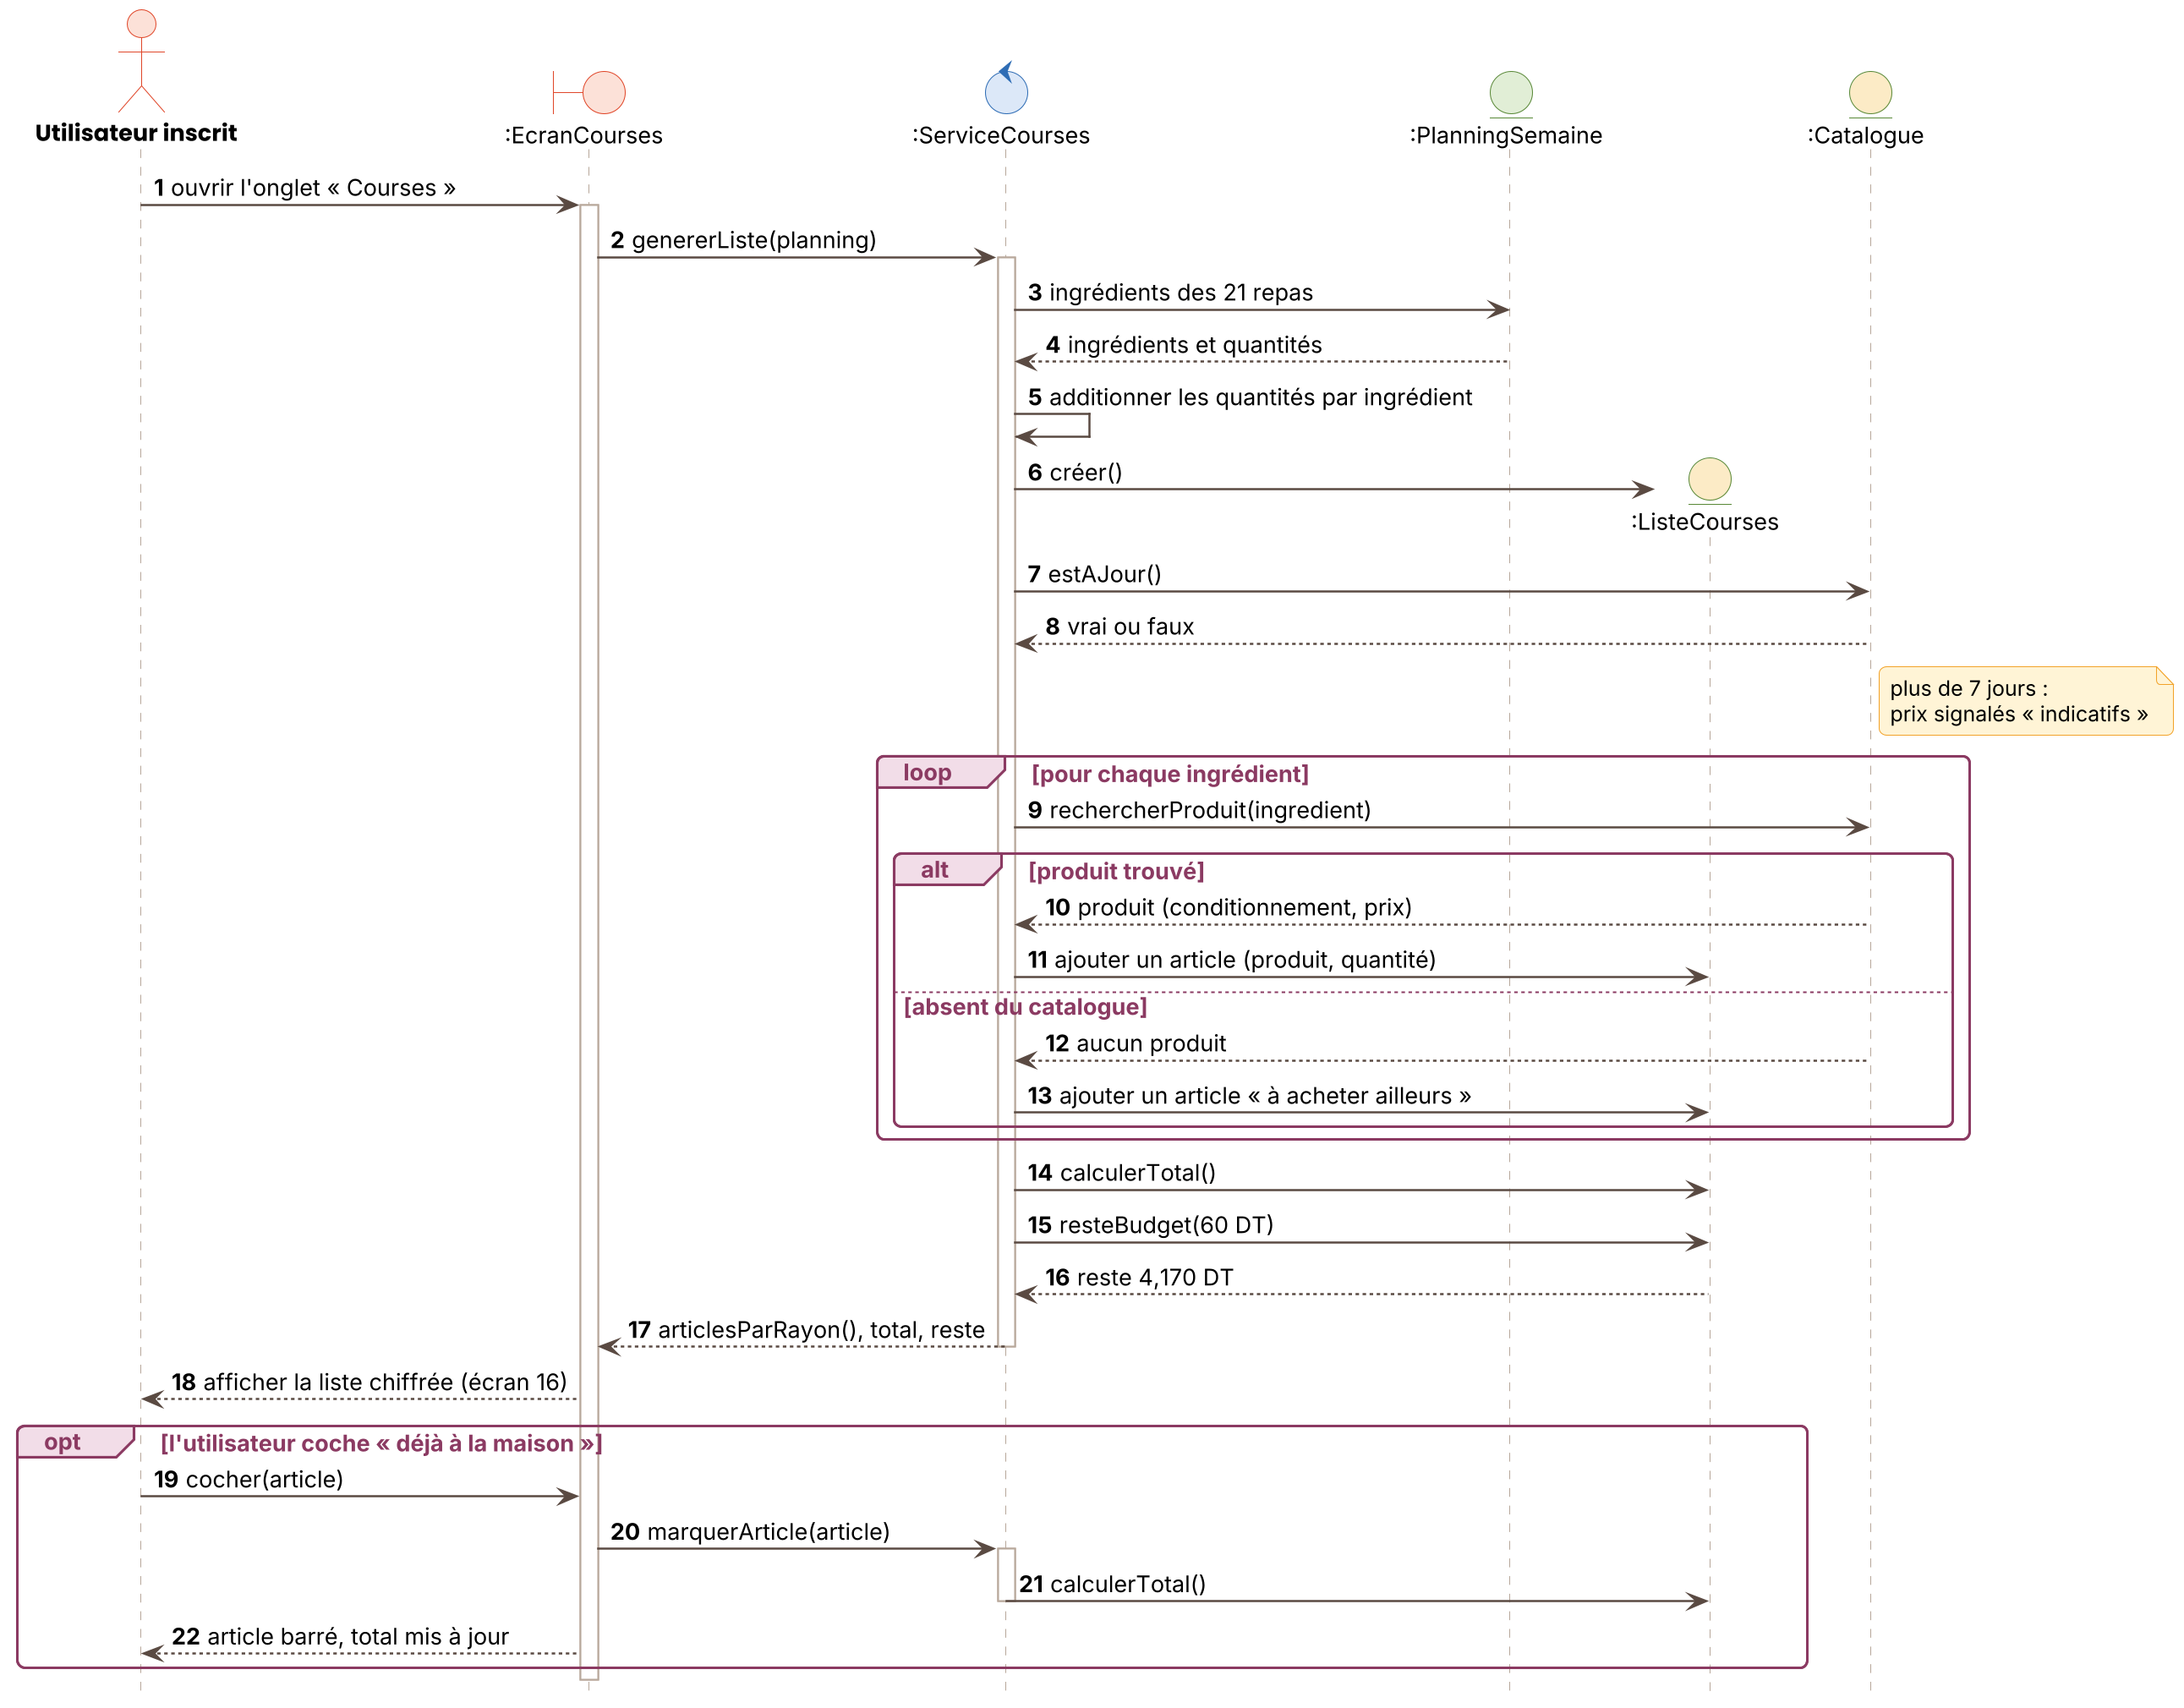 Utilisateur inscrit
:EcranCourses
:ServiceCourses
:PlanningSemaine
:Catalogue
1 ouvrir l'onglet « Courses »
2 genererListe(planning)
3 ingrédients des 21 repas
4 ingrédients et quantités
5 additionner les quantités par ingrédient
6 créer()
:ListeCourses
7 estAJour()
8 vrai ou faux
plus de 7 jours :
prix signalés « indicatifs »
loop [pour chaque ingrédient]
9 rechercherProduit(ingredient)
alt [produit trouvé]
10 produit (conditionnement, prix)
11 ajouter un article (produit, quantité)
[absent du catalogue]
12 aucun produit
13 ajouter un article « à acheter ailleurs »
14 calculerTotal()
15 resteBudget(60 DT)
16 reste 4,170 DT
17 articlesParRayon(), total, reste
18 afficher la liste chiffrée (écran 16)
opt [l'utilisateur coche « déjà à la maison »]
19 cocher(article)
20 marquerArticle(article)
21 calculerTotal()
22 article barré, total mis à jour